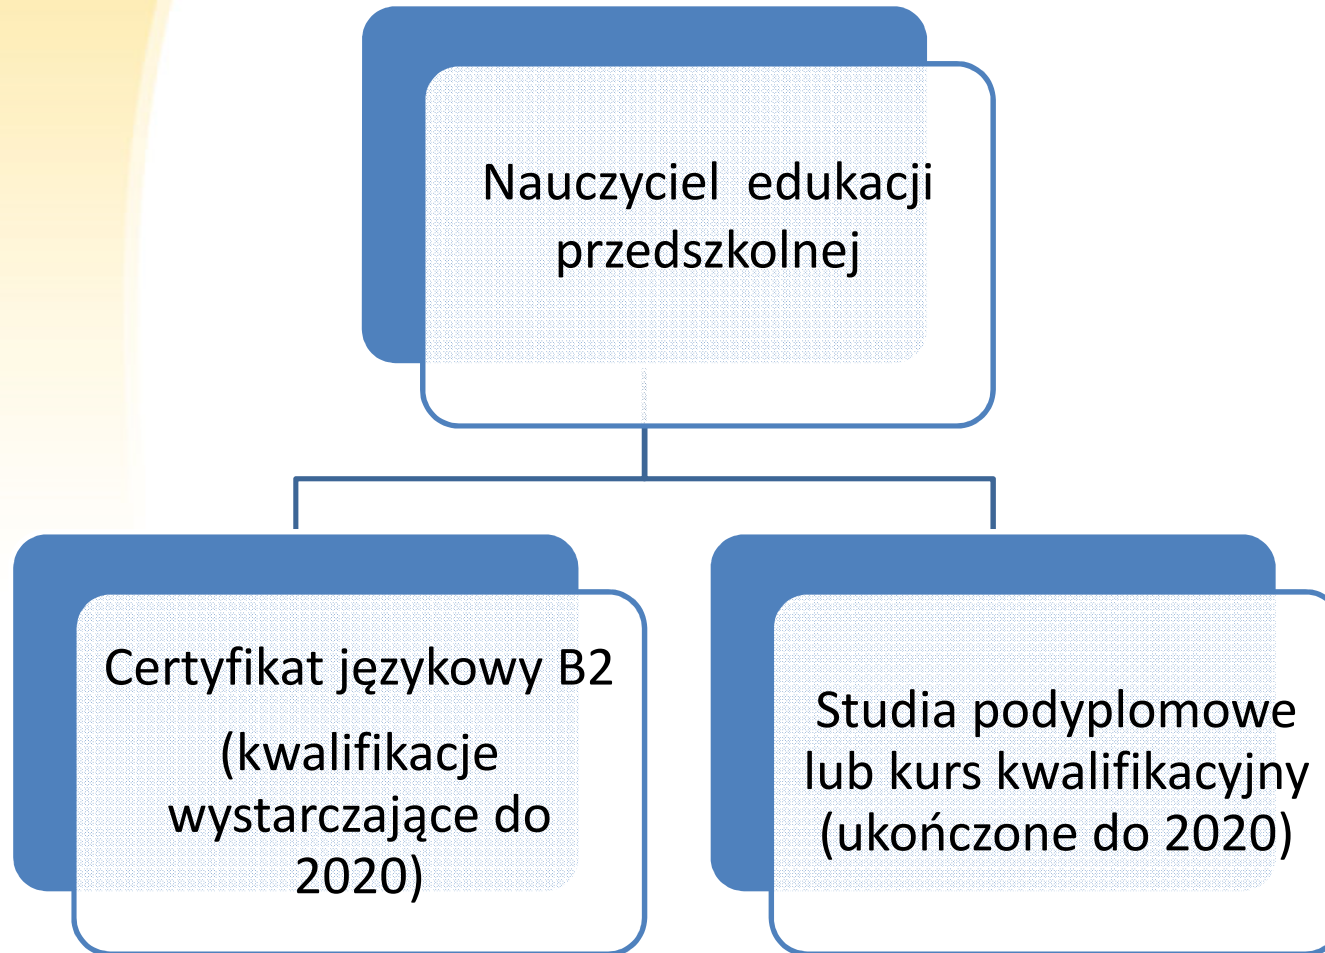 Nauczyciel edukacji
przedszkolnej
Certyfikat językowy B2
(kwalifikacje
wystarczające do
2020)
Studia podyplomowe
lub kurs kwalifikacyjny
(ukończone do 2020)